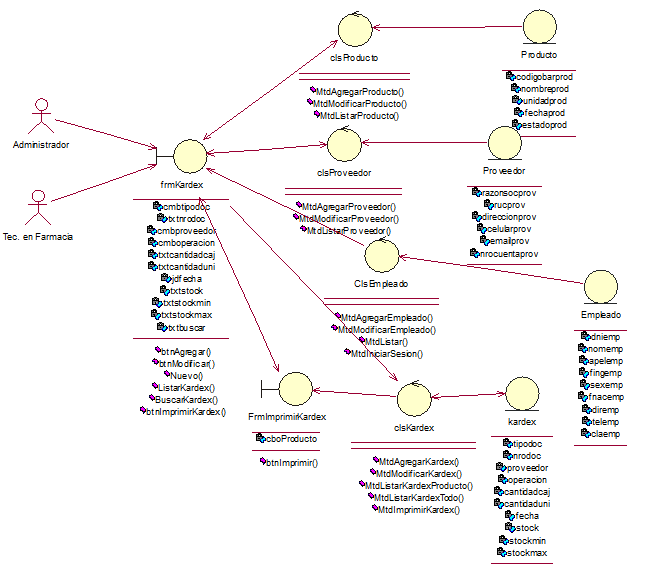 clsProducto
MtdAgregarProducto()
MtdModificarProducto()
MtdListarProducto()
Producto
codigobarprod
nombreprod
unidadprod
fechaprod
estadoprod
Administrador
Tec. en Farmacia
frmKardex
cmbtipodoc
txtnrodoc
cmbproveedor
cmboperacion
txtcantidadcaj
txtcantidaduni
jdfecha
txtstock
txtstockmin
txtstockmax
txtbuscar
btnAgregar()
btnModificar()
Nuevo()
ListarKardex()
BuscarKardex()
btnImprimirKardex()
clsProveedor
MtdAgregarProveedor()
MtdModificarProveedor()
MtdListarProveedor()
Proveedor
razonsocprov
rucprov
direccionprov
celularprov
emailprov
nrocuentaprov
ClsEmpleado
MtdAgregarEmpleado()
MtdModificarEmpleado()
MtdListar()
MtdIniciarSesion()
Empleado
dniemp
nomemp
apelemp
fingemp
sexemp
fnacemp
diremp
telemp
claemp
FrmImprimirKardex
cboProducto
btnImprimir()
clsKardex
MtdAgregarKardex()
MtdModificarKardex()
MtdListarKardexProducto()
MtdListarKardexTodo()
MtdImprimirKardex()
kardex
tipodoc
nrodoc
proveedor
operacion
cantidadcaj
cantidaduni
fecha
stock
stockmin
stockmax